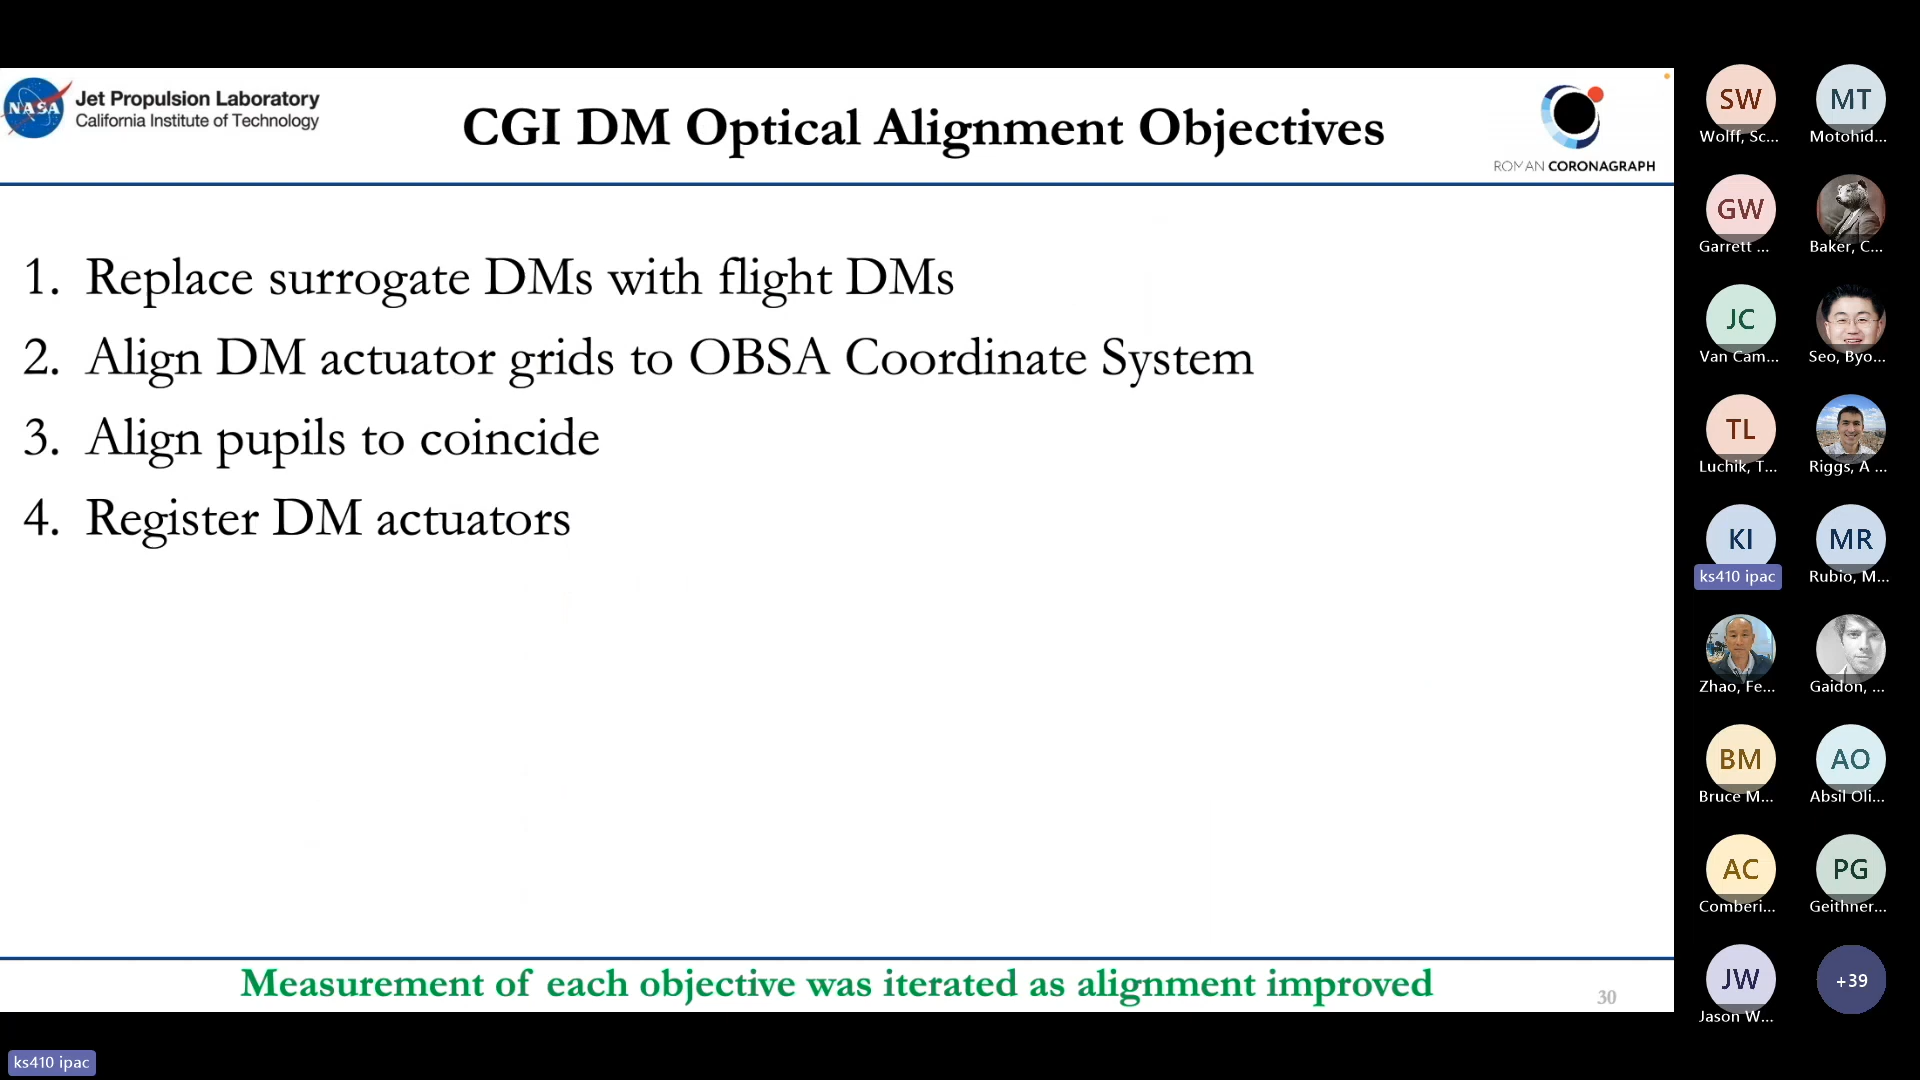 NASA
Jet Propulsion Laboratory
California Institute of Technology
CGI DM Optical Alignment Objectives
ROMAN CORONAGRAPH
1. Replace surrogate DMs with flight DMs
2. Align DM actuator grids to OBSA Coordinate System
3. Align pupils to coincide
4. Register DM actuators
Measurement of each objective was iterated as alignment improved
30
SW
Wolff, Sc...
MT
Motohid...
GW
Garrett ...
Baker, C...
JC
Van Cam...
Seo, Byo...
TL
Luchik, T...
Riggs, A ...
KI
ks410 ipac
MR
Rubio, M...
Zhao, Fe...
Gaidon, ...
BM
Bruce M...
AO
Absil Oli...
AC
Comberi...
PG
Geithner...
JW
Jason W...
+39
ks410 ipac